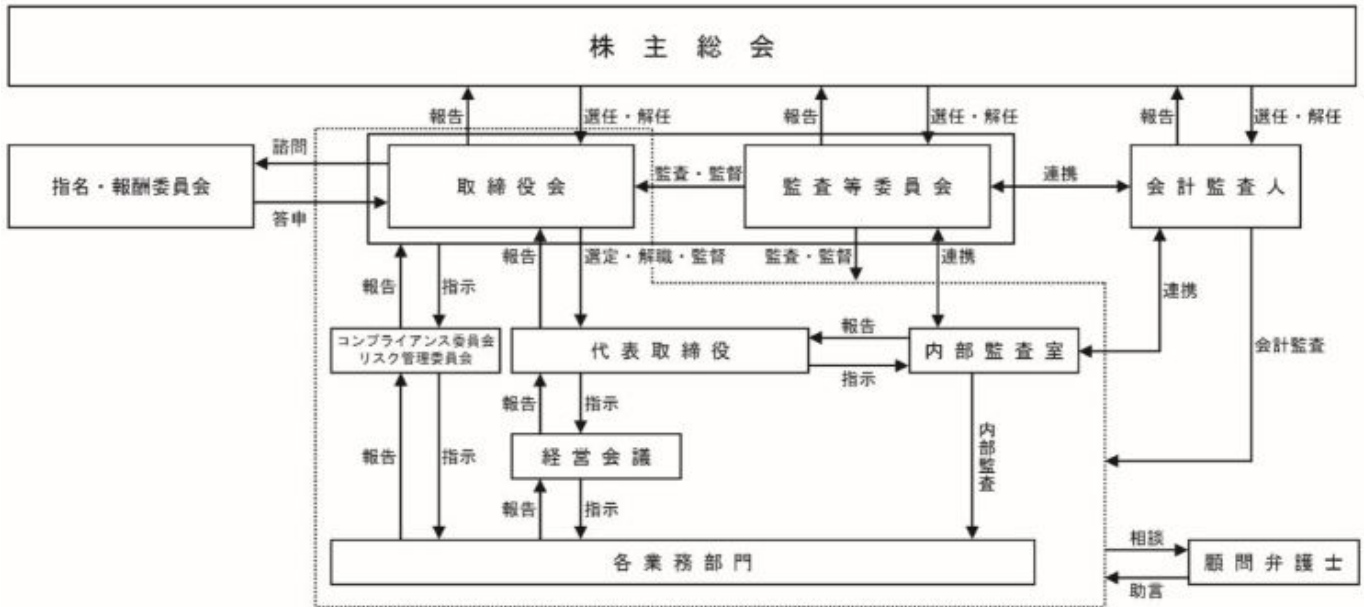 株主総会
報告
選任・解任
報告
選任・解任
報告
選任・解任
諮問
指名・報酬委員会
取締役会
監査・監督
監査等委員会
連携
会計監査人
答申
報告
選定・解職・監督
監査・監督
連携
報告
指示
連携
コンプライアンス委員会
リスク管理委員会
代表取締役
報告
指示
内部監査室
会計監査
報告
指示
内部監査
報告
指示
経営会議
報告
指示
各業務部門
相談
顧問弁護士
助言